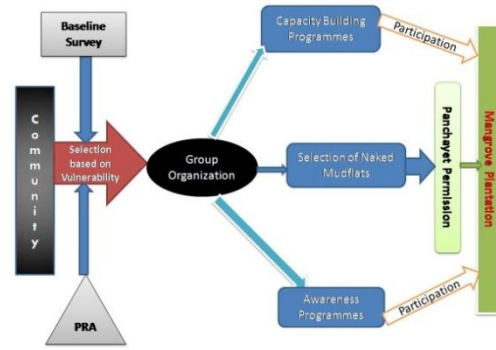 Baseline
Survey
Community
Selection
based on
Vulnerability
PRA
Group
Organization
Capacity Building
Programmes
Participation
Selection of Naked
Mudflats
Panchayet Permission
Mangrove Plantation
Awareness
Programmes
Participation